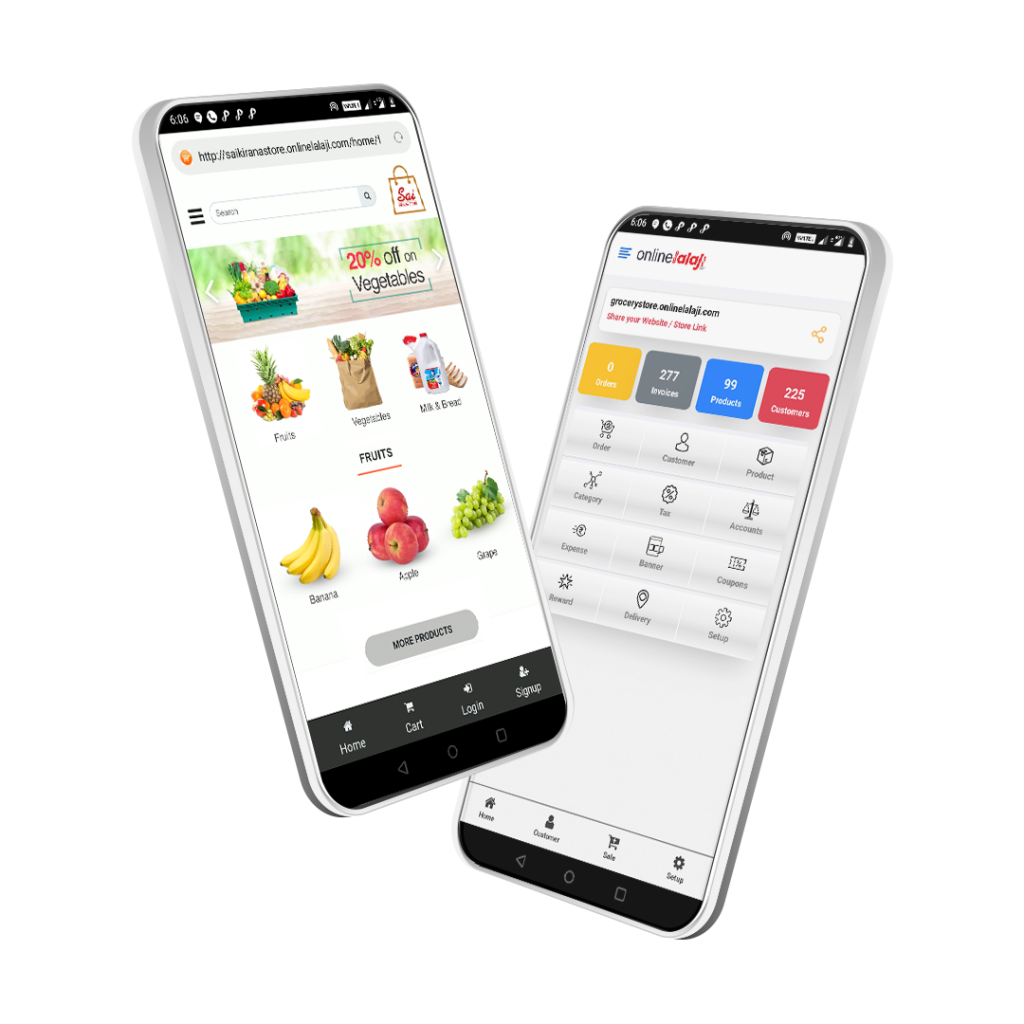 6:06
http://saikiranastore.onlinelalaji.com/home/1
Search
Sai
20% off on
Vegetables
Fruits
Vegetables
Milk & Bread
FRUITS
Banana
Apple
Grape
MORE PRODUCTS
Home
Cart
Login
Signup
6:06
onlinelalaji
grocerystore.onlinelalaji.com
Share your Website / Store Link
0
Orders
277
Invoices
99
Products
225
Customers
Order
Customer
Product
Category
Tax
Accounts
Expense
Banner
Coupons
Reward
Delivery
Setup
Home
Customer
Sale
Setup